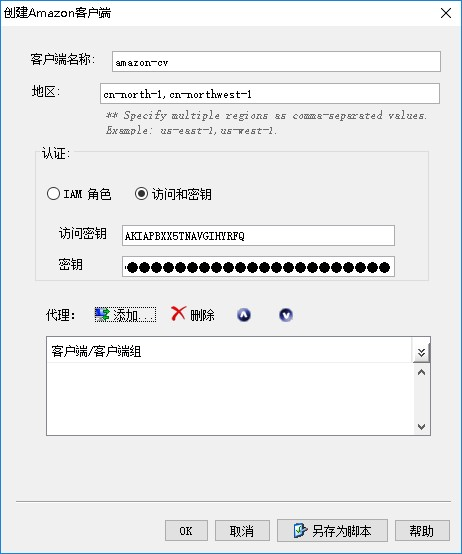 创建Amazon客户端
客户端名称: amazon-cv
地区: cn-north-1,cn-northwest-1
** Specify multiple regions as comma-separated values.
Example: us-east-1,us-west-1.
认证:
IAM 角色 访问和密钥
访问密钥 AKIAPBXX5TNAVGIHYRFQ
密钥 ●●●●●●●●●●●●●●●●●●●●
代理: 添加... 删除
客户端/客户端组
OK 取消 另存为脚本 帮助